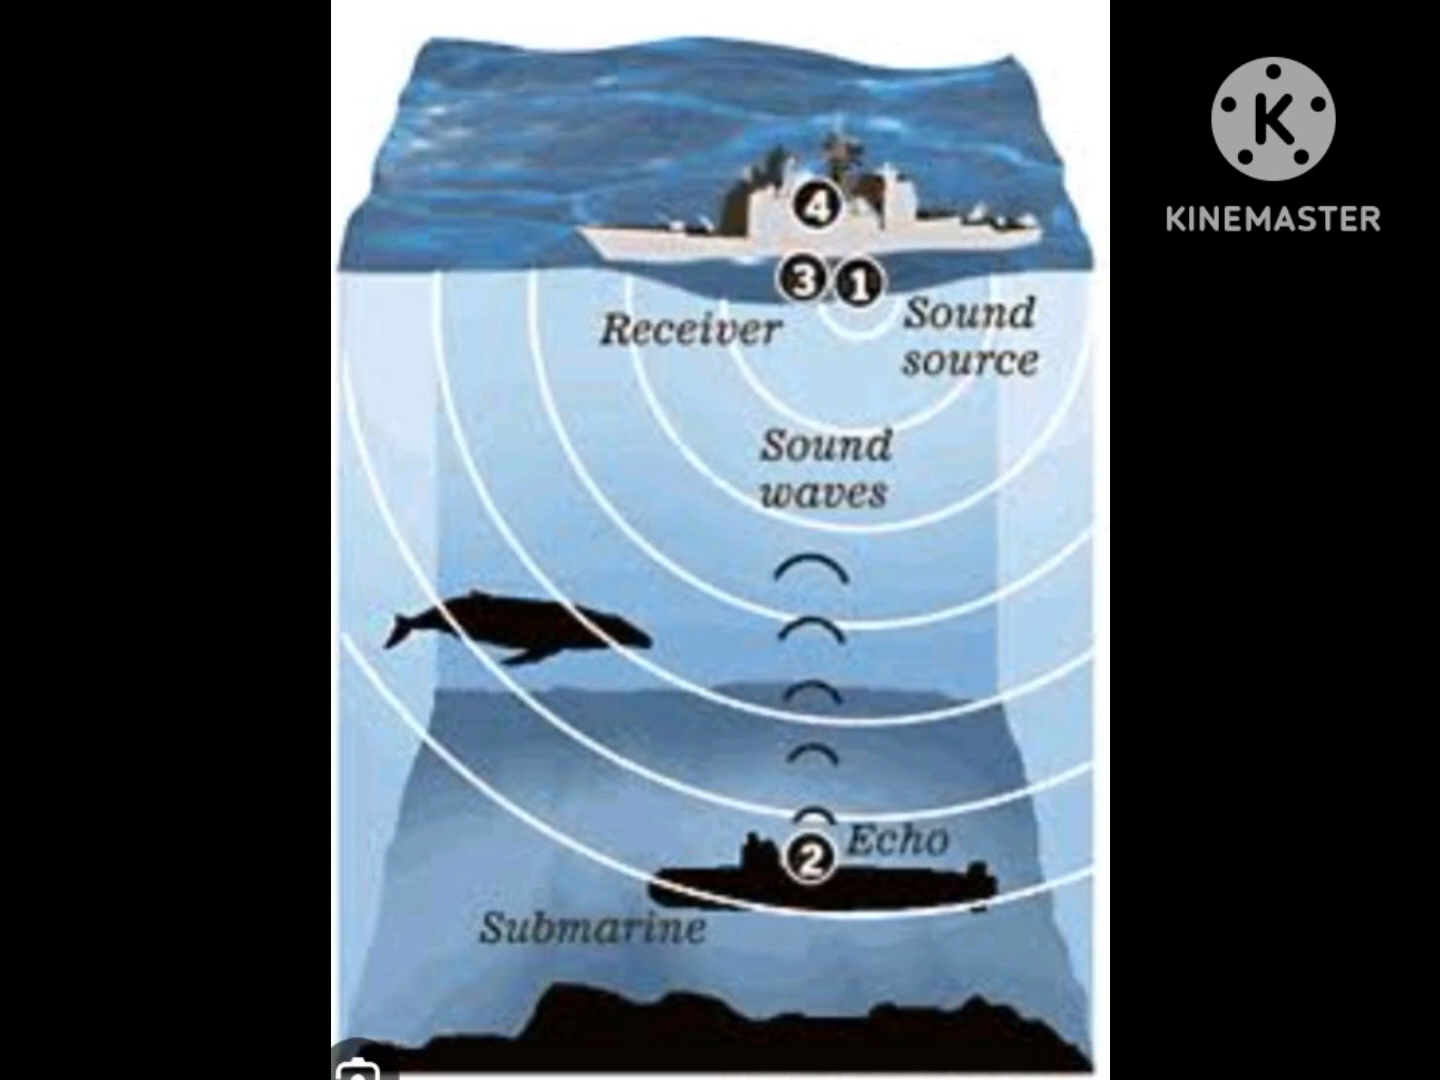 K
KINEMASTER
4
3
1
Receiver
Sound
source
Sound
waves
2
Echo
Submarine